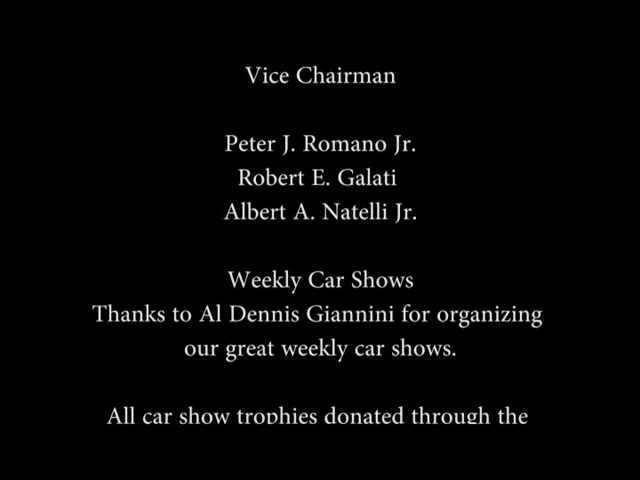 Vice Chairman
Peter J. Romano Jr.
Robert E. Galati
Albert A. Natelli Jr.
Weekly Car Shows
Thanks to Al Dennis Giannini for organizing
our great weekly car shows.
All car show trophies donated through the